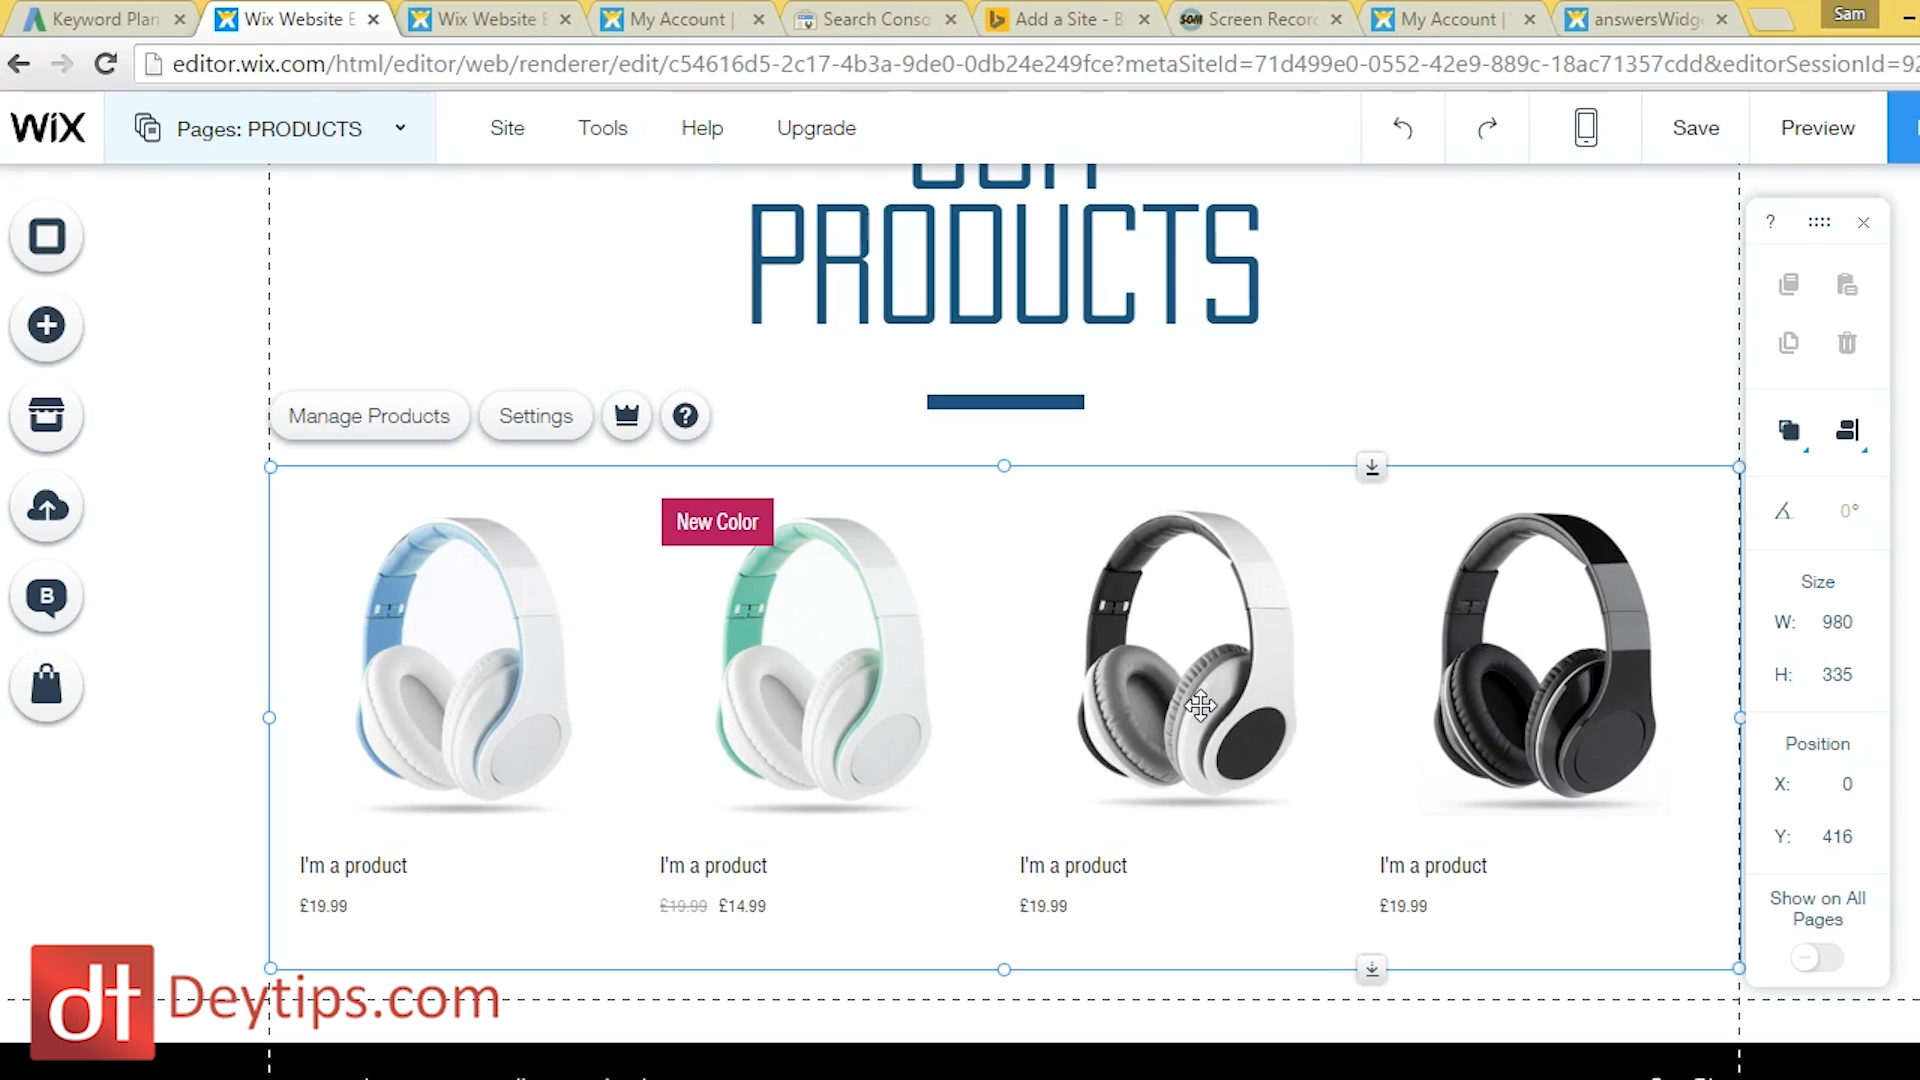 Keyword Plan
Wix Website E
Wix Website E
My Account |
Search Conso
Add a Site - B
SOM
Screen Record
My Account |
answersWidg
Sam
editor.wix.com/html/editor/web/renderer/edit/c54616d5-2c17-4b3a-9de0-0db24e249fce?metaSiteId=71d499e0-0552-42e9-889c-18ac71357cdd&editorSessionId=92
WiX
Pages: PRODUCTS
Site
Tools
Help
Upgrade
Save
Preview
OUR
PRODUCTS
Manage Products
Settings
?
New Color
I'm a product
£19.99
I'm a product
£19.99 £14.99
I'm a product
£19.99
I'm a product
£19.99
?
0°
Size
W: 980
H: 335
Position
X: 0
Y: 416
Show on All
Pages
B
dt
Deytips.com